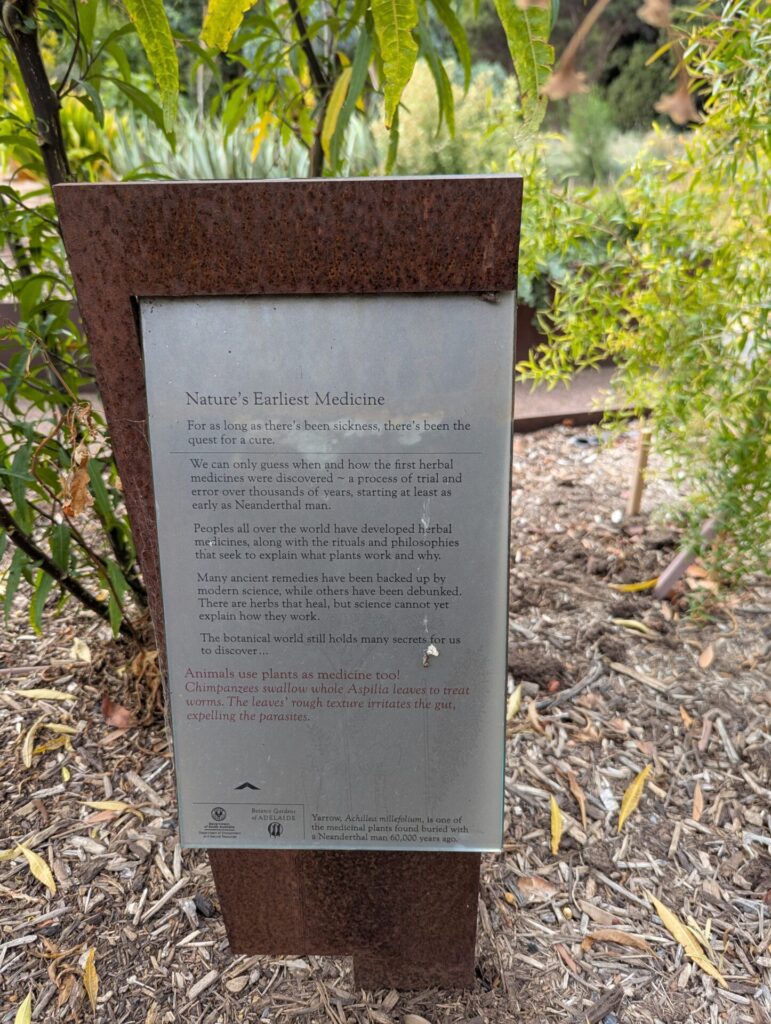 Nature's Earliest Medicine
For as long as there's been sickness, there's been the
quest for a cure.
We can only guess when and how the first herbal
medicines were discovered ~ a process of trial and
error over thousands of years, starting at least as
early as Neanderthal man.
Peoples all over the world have developed herbal
medicines, along with the rituals and philosophies
that seek to explain what plants work and why.
Many ancient remedies have been backed up by
modern science, while others have been debunked.
There are herbs that heal, but science cannot yet
explain how they work.
The botanical world still holds many secrets for us
to discover...
Animals use plants as medicine too!
Chimpanzees swallow whole Aspilia leaves to treat
worms. The leaves' rough texture irritates the gut,
expelling the parasites.
Government
of South Australia
Botanic Gardens
of ADELAIDE
Yarrow, Achillea millefolium, is one of
the medicinal plants found buried with
a Neanderthal man 60,000 years ago.